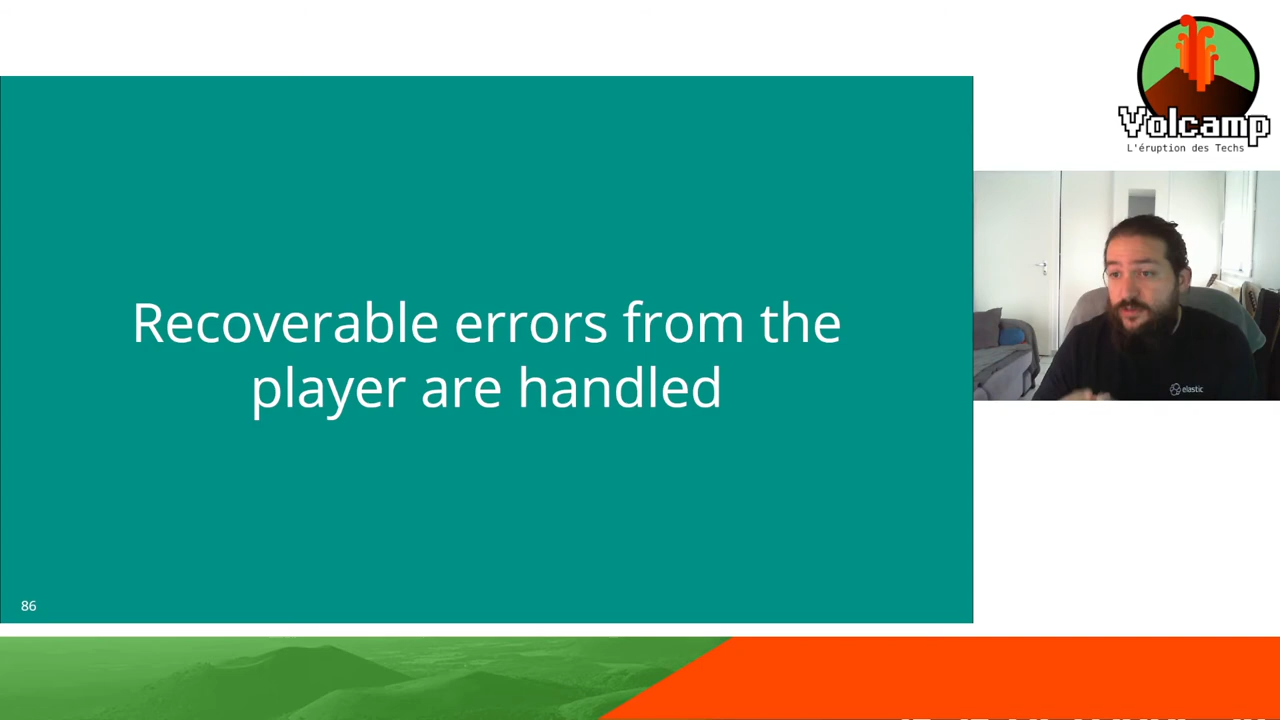 Volcamp
L'éruption des Techs
Recoverable errors from the
player are handled
elastic
86